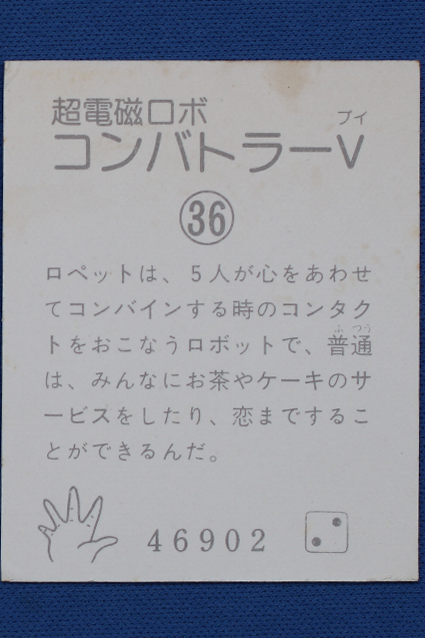 超電磁ロボ
ブイ
コンバトラーV
36
ロペットは、5人が心をあわせ
てコンバインする時のコンタク
ふつう
トをおこなうロボットで、普通
は、みんなにお茶やケーキのサ
ービスをしたり、恋までするこ
とができるんだ。
46902